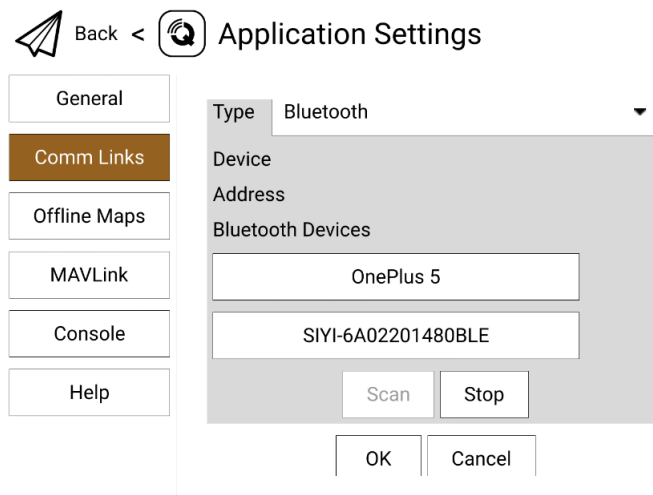 Back < Application Settings
General
Comm Links
Offline Maps
MAVLink
Console
Help
Type Bluetooth
Device
Address
Bluetooth Devices
OnePlus 5
SIYI-6A02201480BLE
Scan Stop
OK Cancel